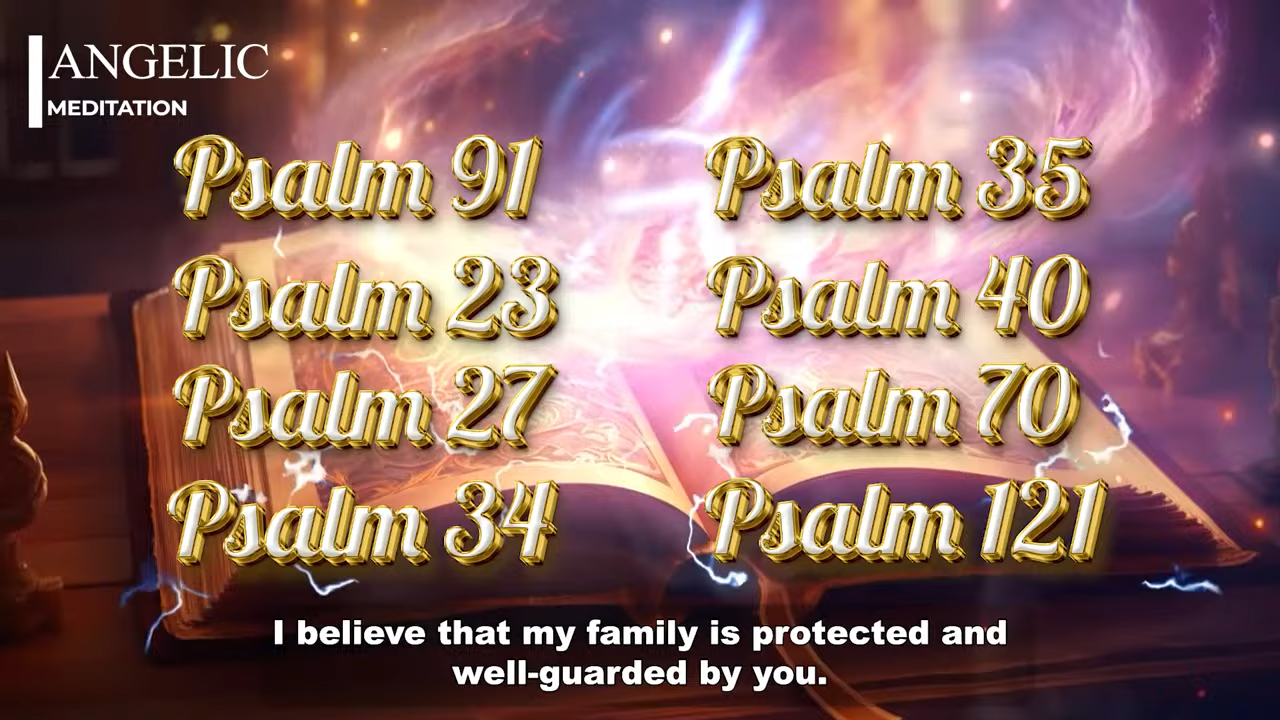 ANGELIC
MEDITATION
Psalm 91
Psalm 23
Psalm 27
Psalm 34
Psalm 35
Psalm 40
Psalm 70
Psalm 121
I believe that my family is protected and
well-guarded by you.